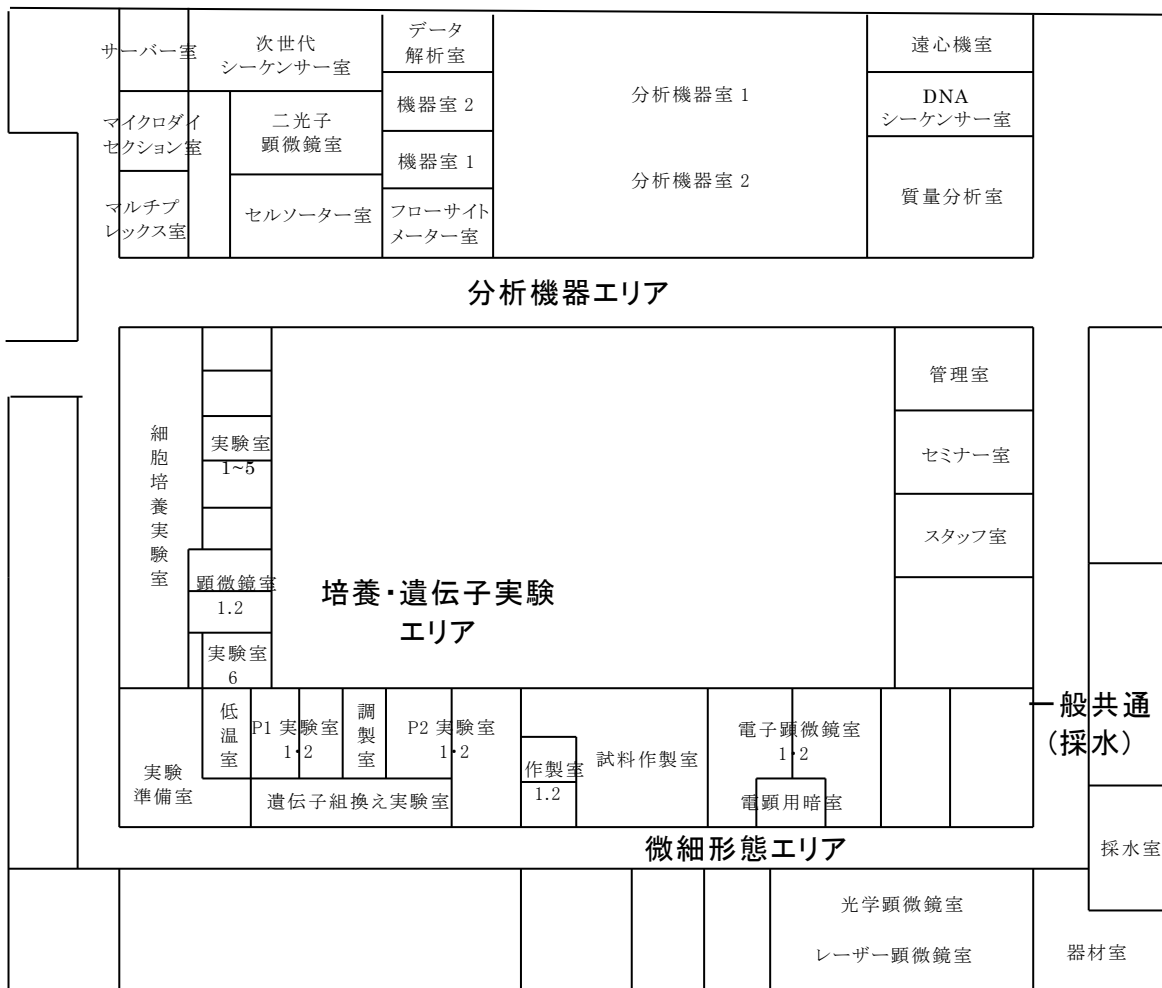 サーバー室
次世代
シーケンサー室
データ
解析室
遠心機室
機器室 2
分析機器室 1
DNA
シーケンサー室
マイクロダイ
セクション室
二光子
顕微鏡室
機器室 1
分析機器室 2
質量分析室
マルチプ
レックス室
セルソーター室
フローサイト
メーター室
分析機器エリア
管理室
細胞培養実験室
実験室
1~5
セミナー室
スタッフ室
顕微鏡室
1.2
培養・遺伝子実験
エリア
実験室
6
低温室
P1 実験室
1・2
調製室
P2 実験室
1・2
電子顕微鏡室
1・2
一般共通
（採水）
実験
準備室
遺伝子組換え実験室
作製室
1.2
試料作製室
電顕用暗室
微細形態エリア
採水室
光学顕微鏡室
レーザー顕微鏡室
器材室